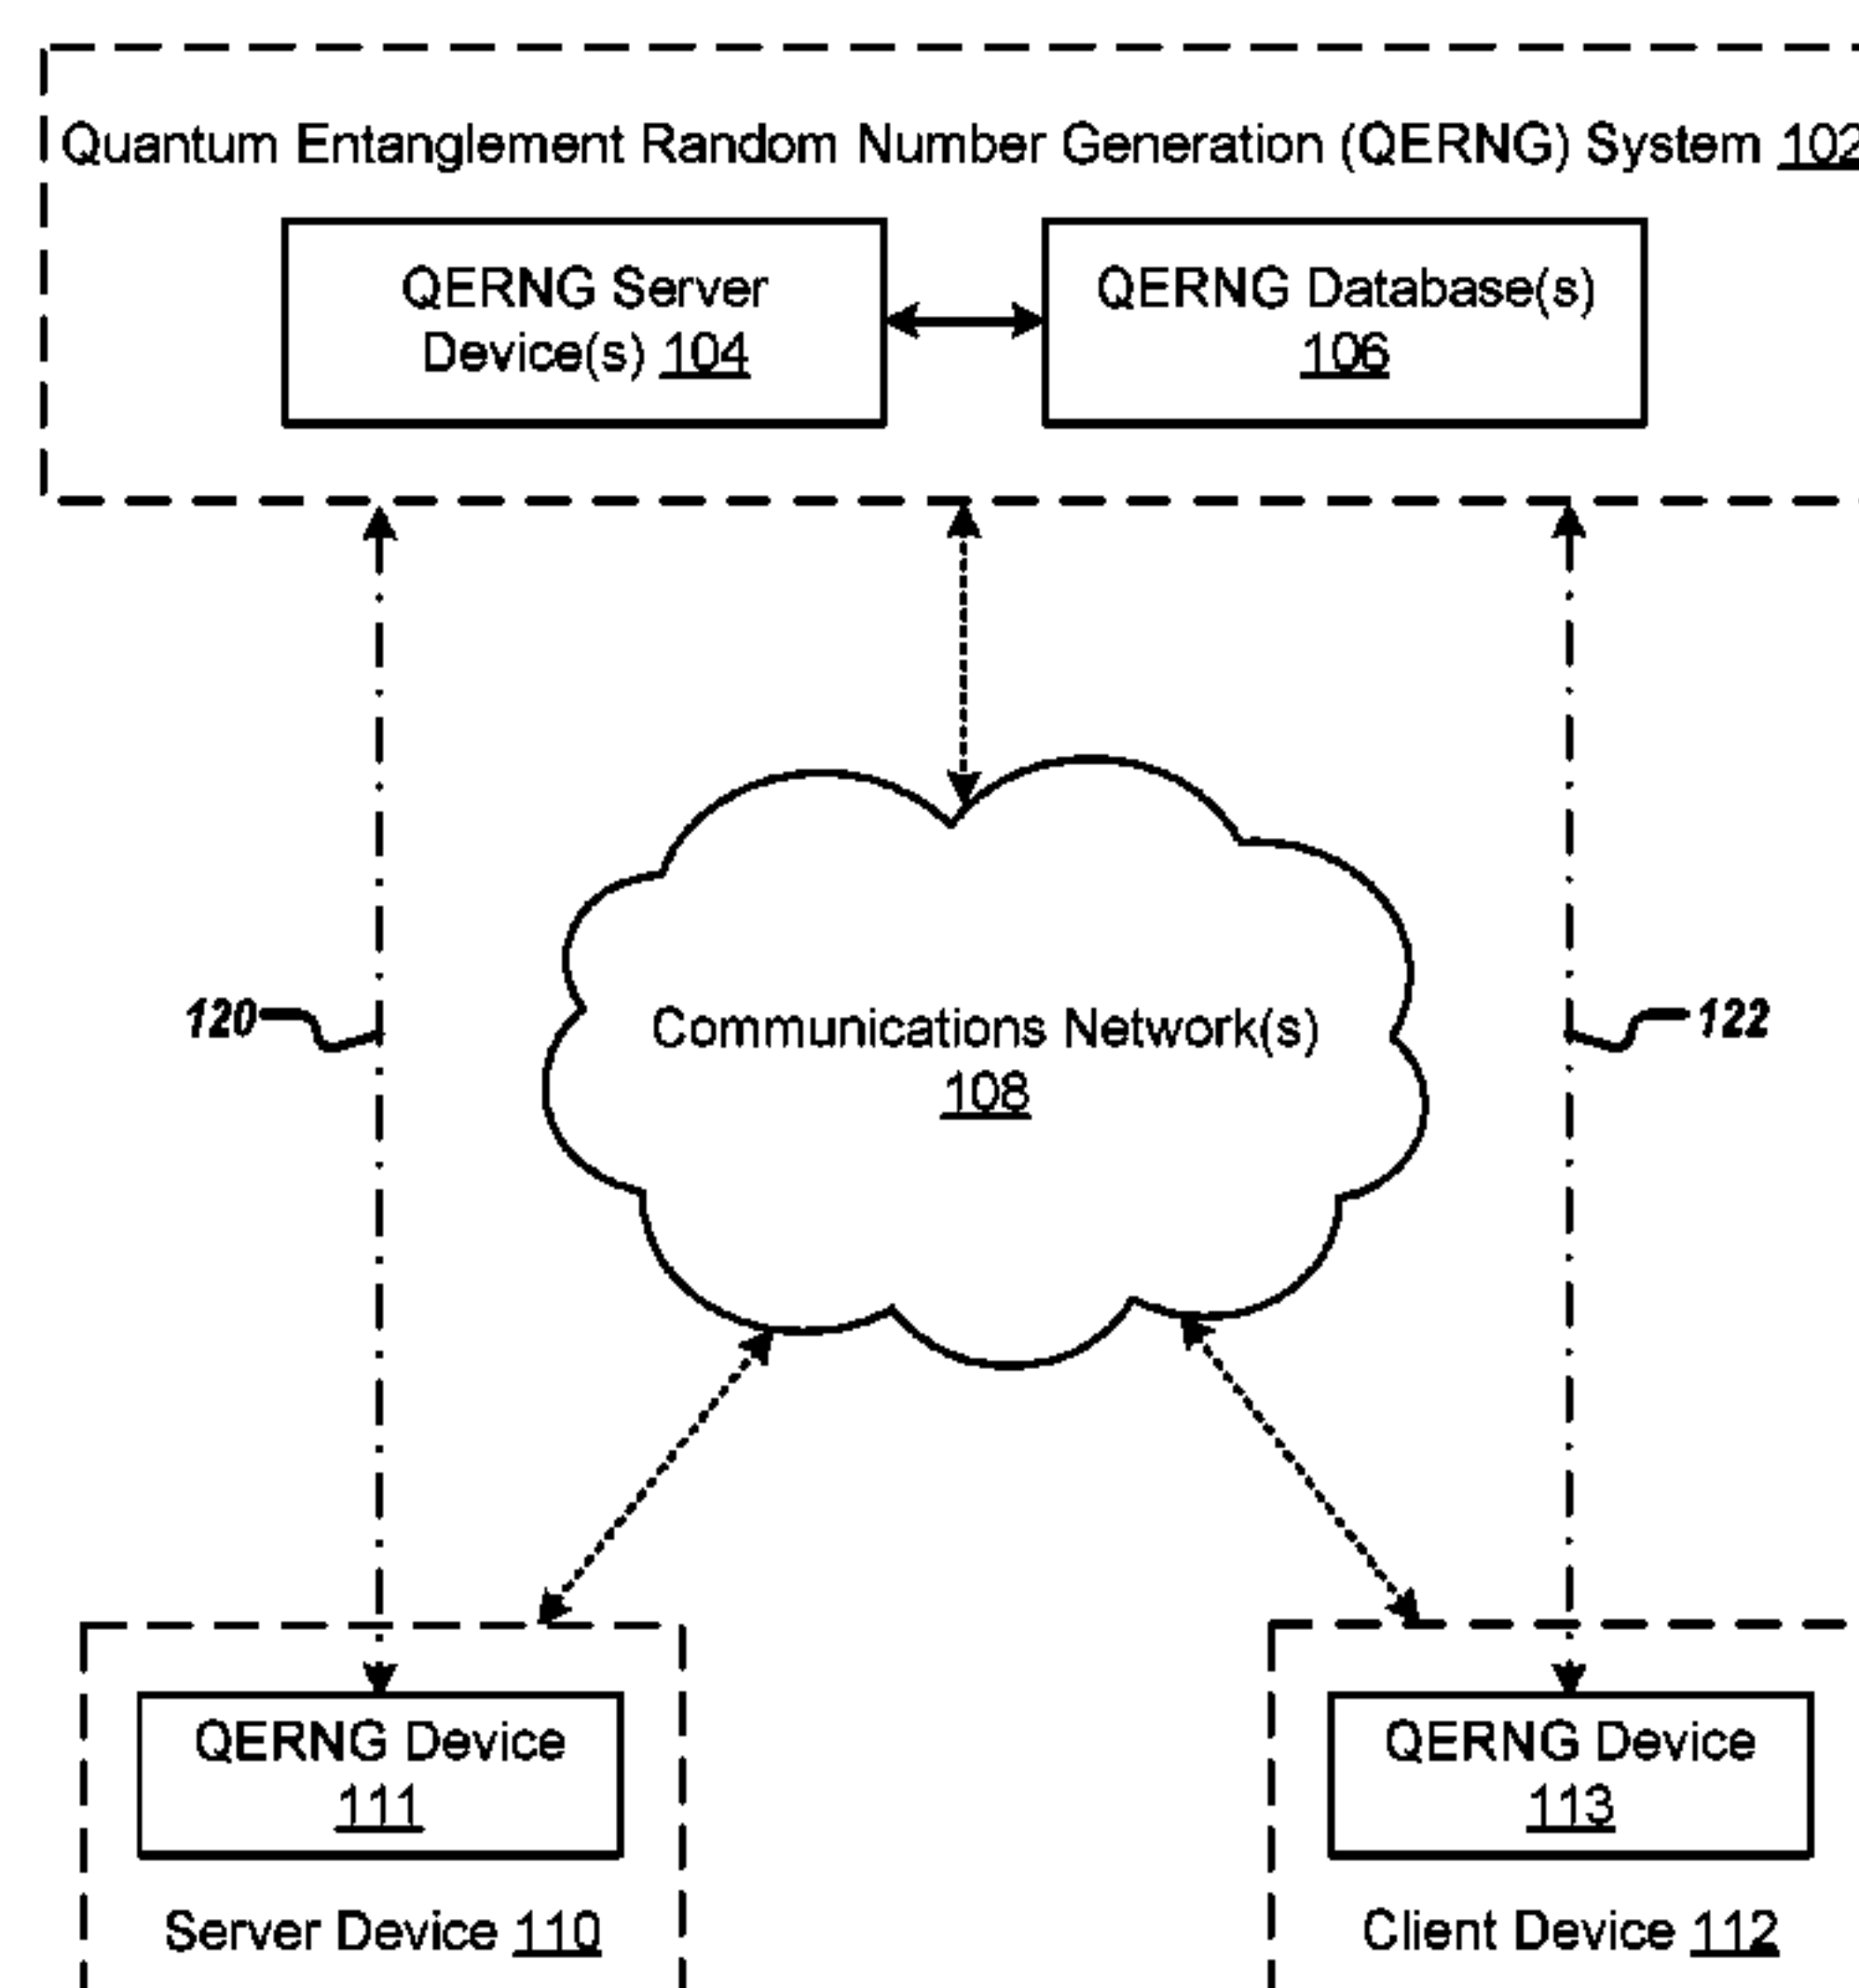 Quantum Entanglement Random Number Generation (QERNG) System 102
QERNG Server
Device(s) 104
QERNG Database(s)
106
120
Communications Network(s)
108
122
QERNG Device
111
Server Device 110
QERNG Device
113
Client Device 112